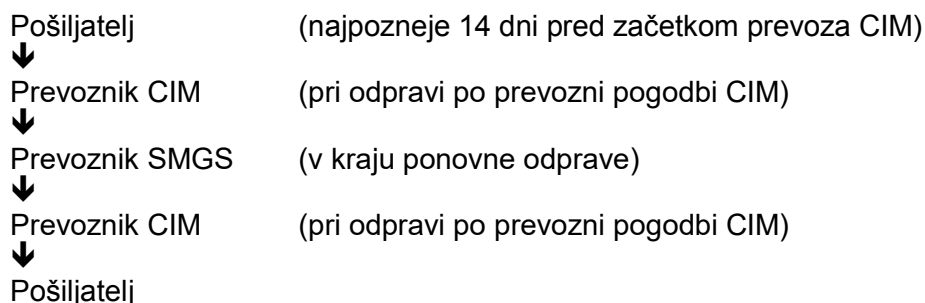 Pošiljatelj (najpozneje 14 dni pred začetkom prevoza CIM)
🡻
Prevoznik CIM (pri odpravi po prevozni pogodbi CIM)
🡻
Prevoznik SMGS (v kraju ponovne odprave)
🡻
Prevoznik CIM (pri odpravi po prevozni pogodbi CIM)
🡻
Pošiljatelj